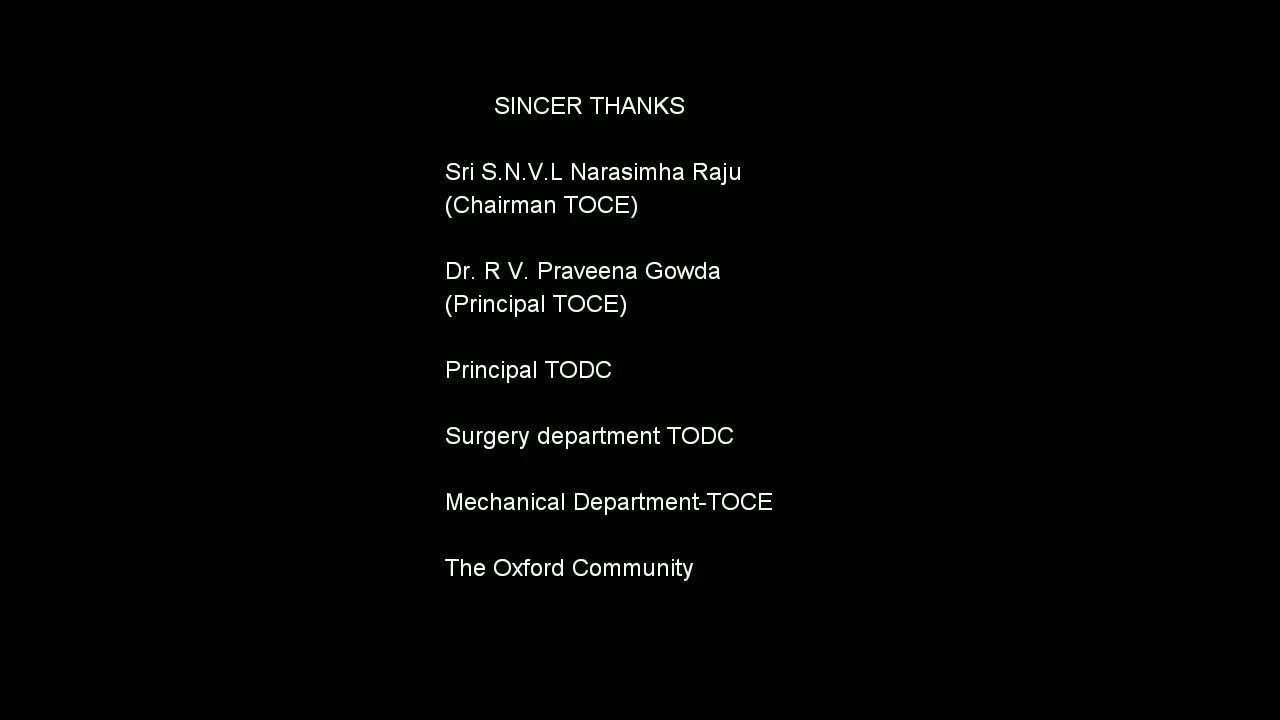 SINCER THANKS
Sri S.N.V.L Narasimha Raju
(Chairman TOCE)
Dr. R V. Praveena Gowda
(Principal TOCE)
Principal TODC
Surgery department TODC
Mechanical Department-TOCE
The Oxford Community